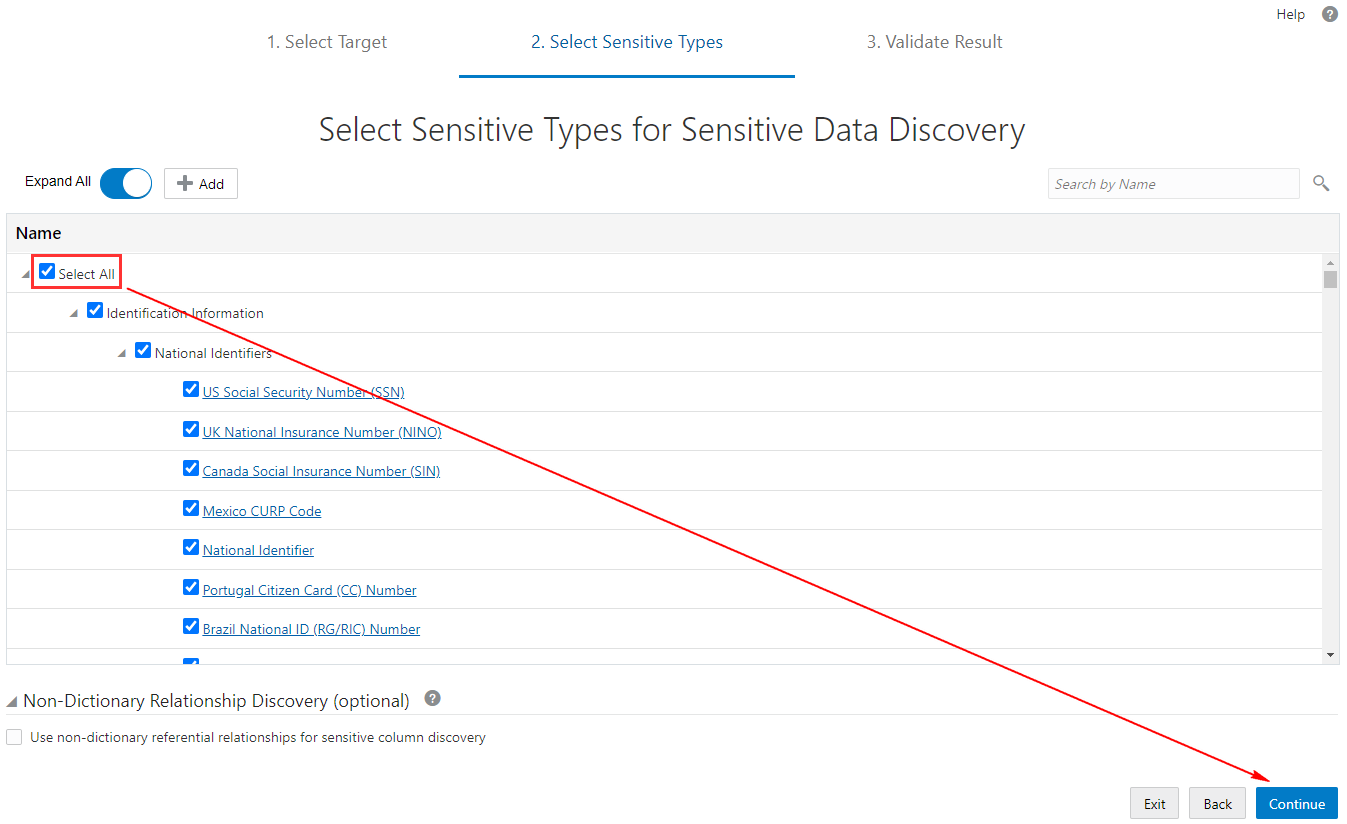 Help
1. Select Target 2. Select Sensitive Types 3. Validate Result
Select Sensitive Types for Sensitive Data Discovery
Expand All Add Search by Name
Name
Select All
Identification Information
National Identifiers
US Social Security Number (SSN)
UK National Insurance Number (NINO)
Canada Social Insurance Number (SIN)
Mexico CURP Code
National Identifier
Portugal Citizen Card (CC) Number
Brazil National ID (RG/RIC) Number
Non-Dictionary Relationship Discovery (optional)
Use non-dictionary referential relationships for sensitive column discovery
Exit Back Continue